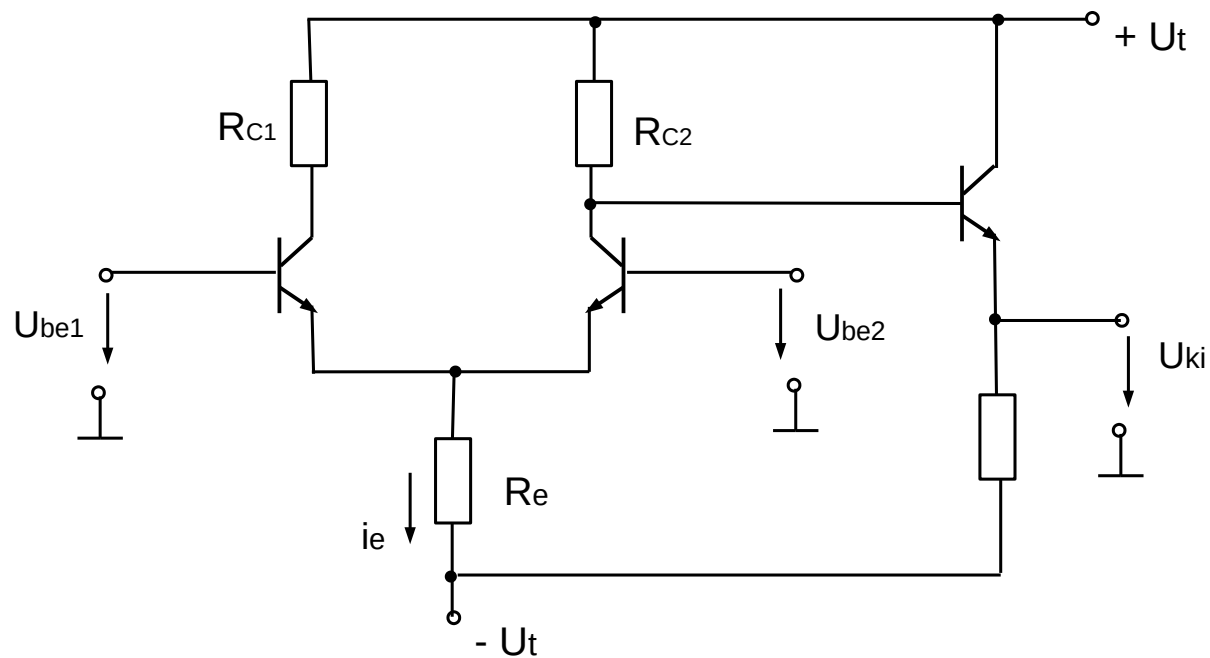 + Ut
RC1
RC2
Ube1
Ube2
Uki
Re
ie
- Ut